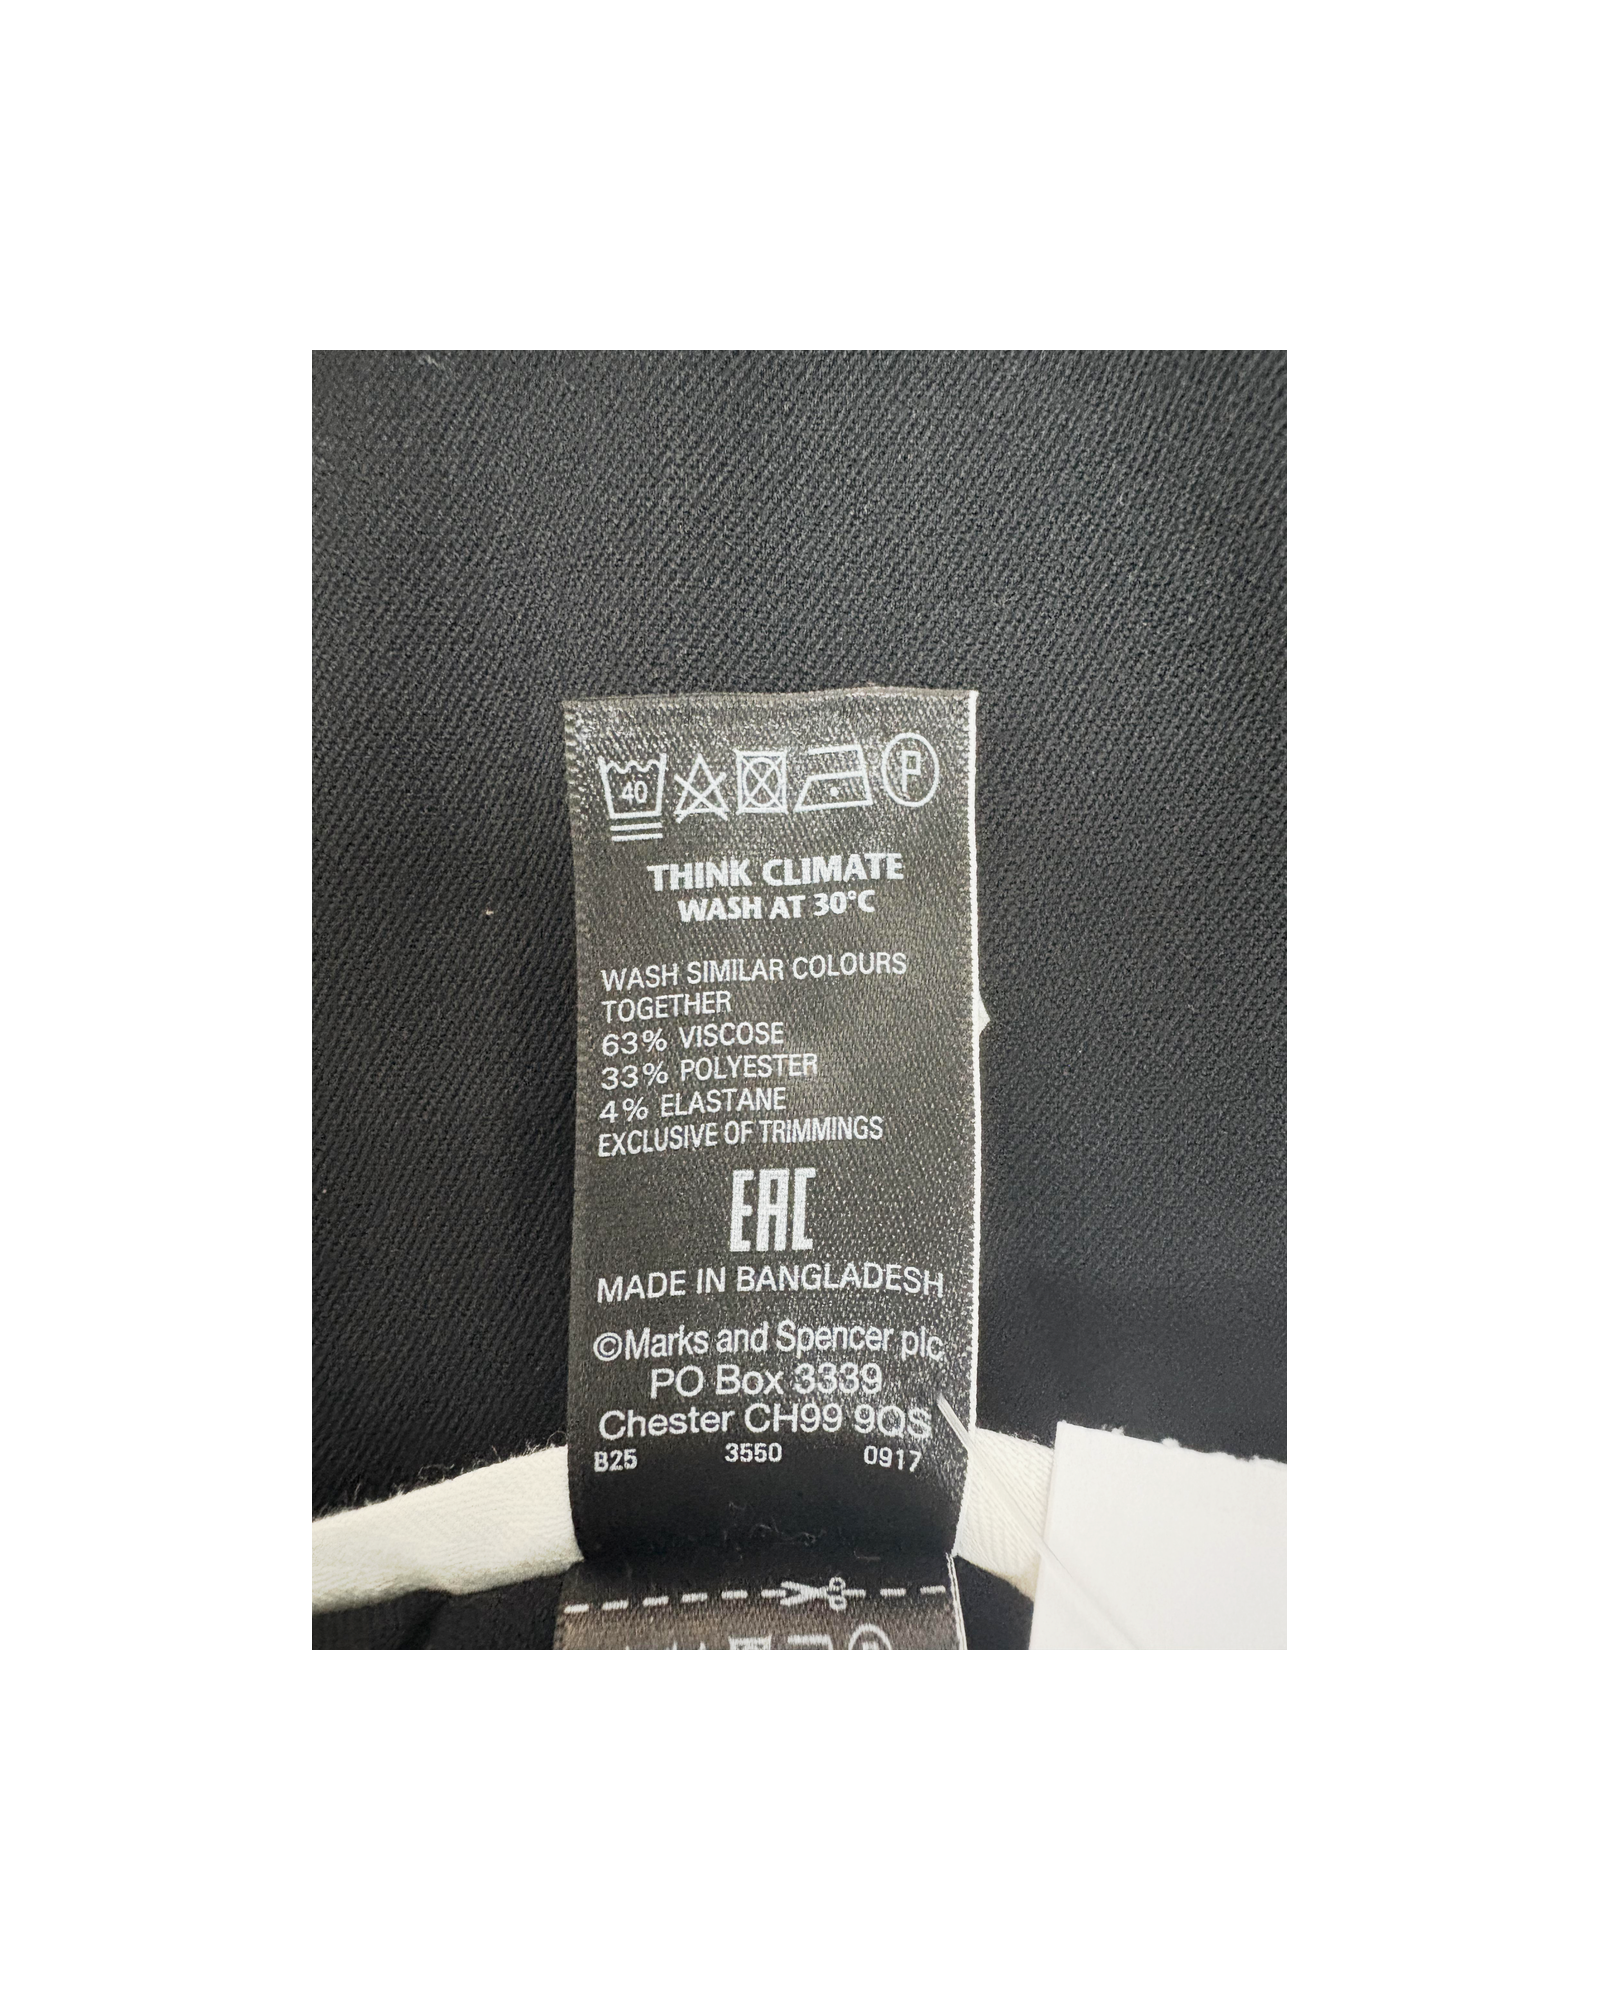 40
P
THINK CLIMATE
WASH AT 30°C
WASH SIMILAR COLOURS
TOGETHER
63% VISCOSE
33% POLYESTER
4% ELASTANE
EXCLUSIVE OF TRIMMINGS
EAC
MADE IN BANGLADESH
©Marks and Spencer plc
PO Box 3339
Chester CH99 9QS
B25 3550 0917